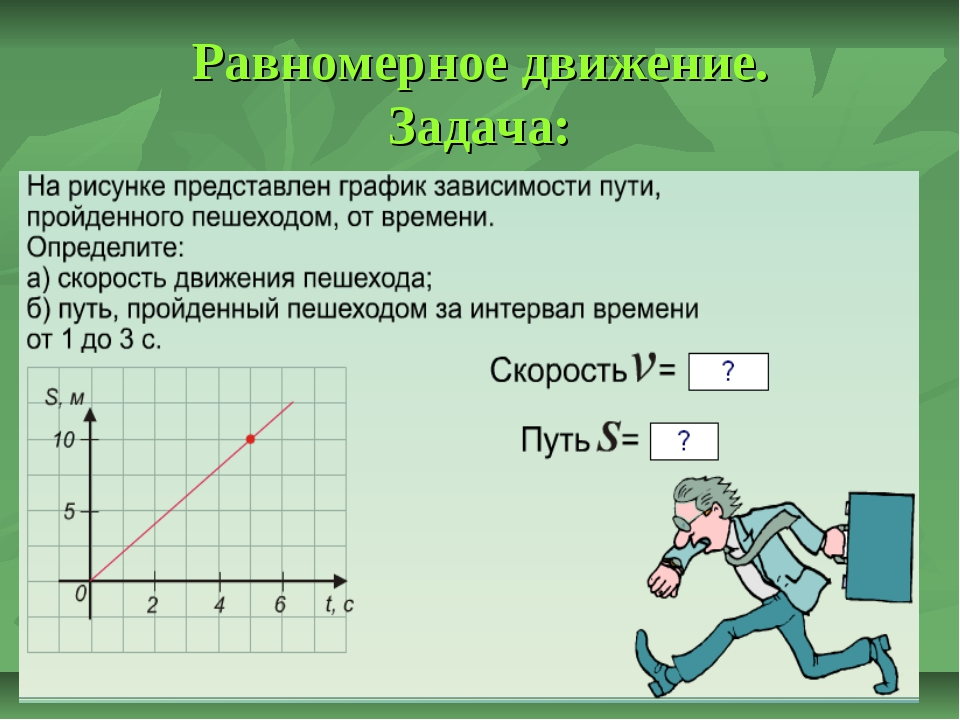 Равномерное движение.
Задача:
На рисунке представлен график зависимости пути,
пройденного пешеходом, от времени.
Определите:
а) скорость движения пешехода;
б) путь, пройденный пешеходом за интервал времени
от 1 до 3 с.
Скорость v = ?
Путь s = ?
S, м
10
5
0
2 4 6 t, с